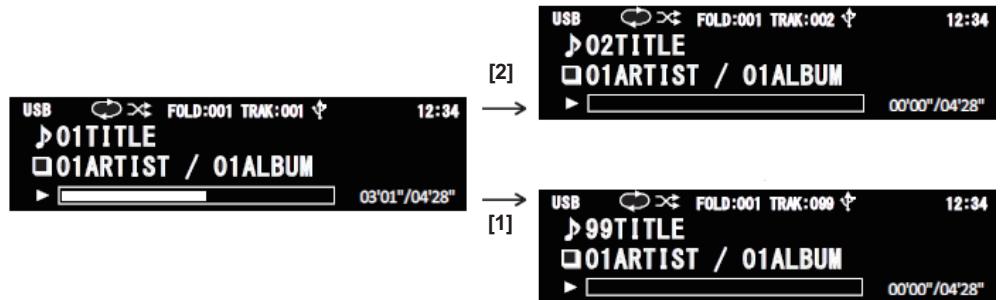 USB FOLD:001 TRAK:001 12:34
01TITLE
01ARTIST / 01ALBUM
03'01"/04'28"
[2]
USB FOLD:001 TRAK:002 12:34
02TITLE
01ARTIST / 01ALBUM
00'00"/04'28"
[1]
USB FOLD:001 TRAK:099 12:34
99TITLE
01ARTIST / 01ALBUM
00'00"/04'28"